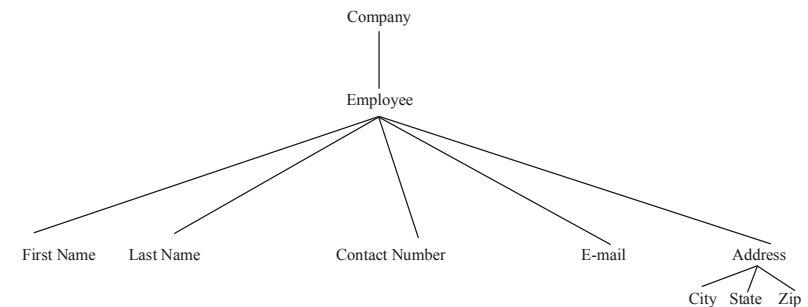 Company
Employee
First Name
Last Name
Contact Number
E-mail
Address
City
State
Zip